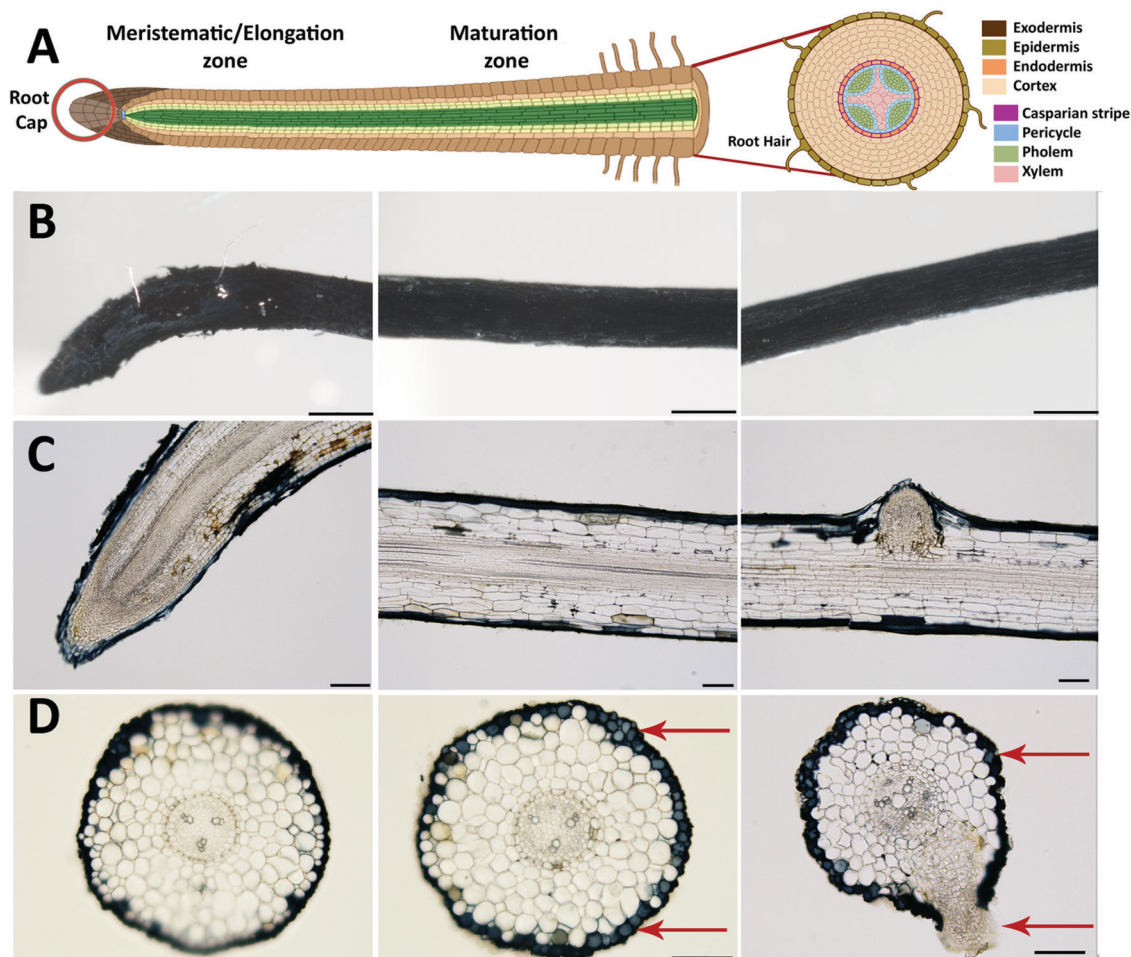 A
Meristematic/Elongation
zone
Maturation
zone
Root
Cap
Root Hair
Exodermis
Epidermis
Endodermis
Cortex
Casparian stripe
Pericycle
Pholem
Xylem
B
C
D